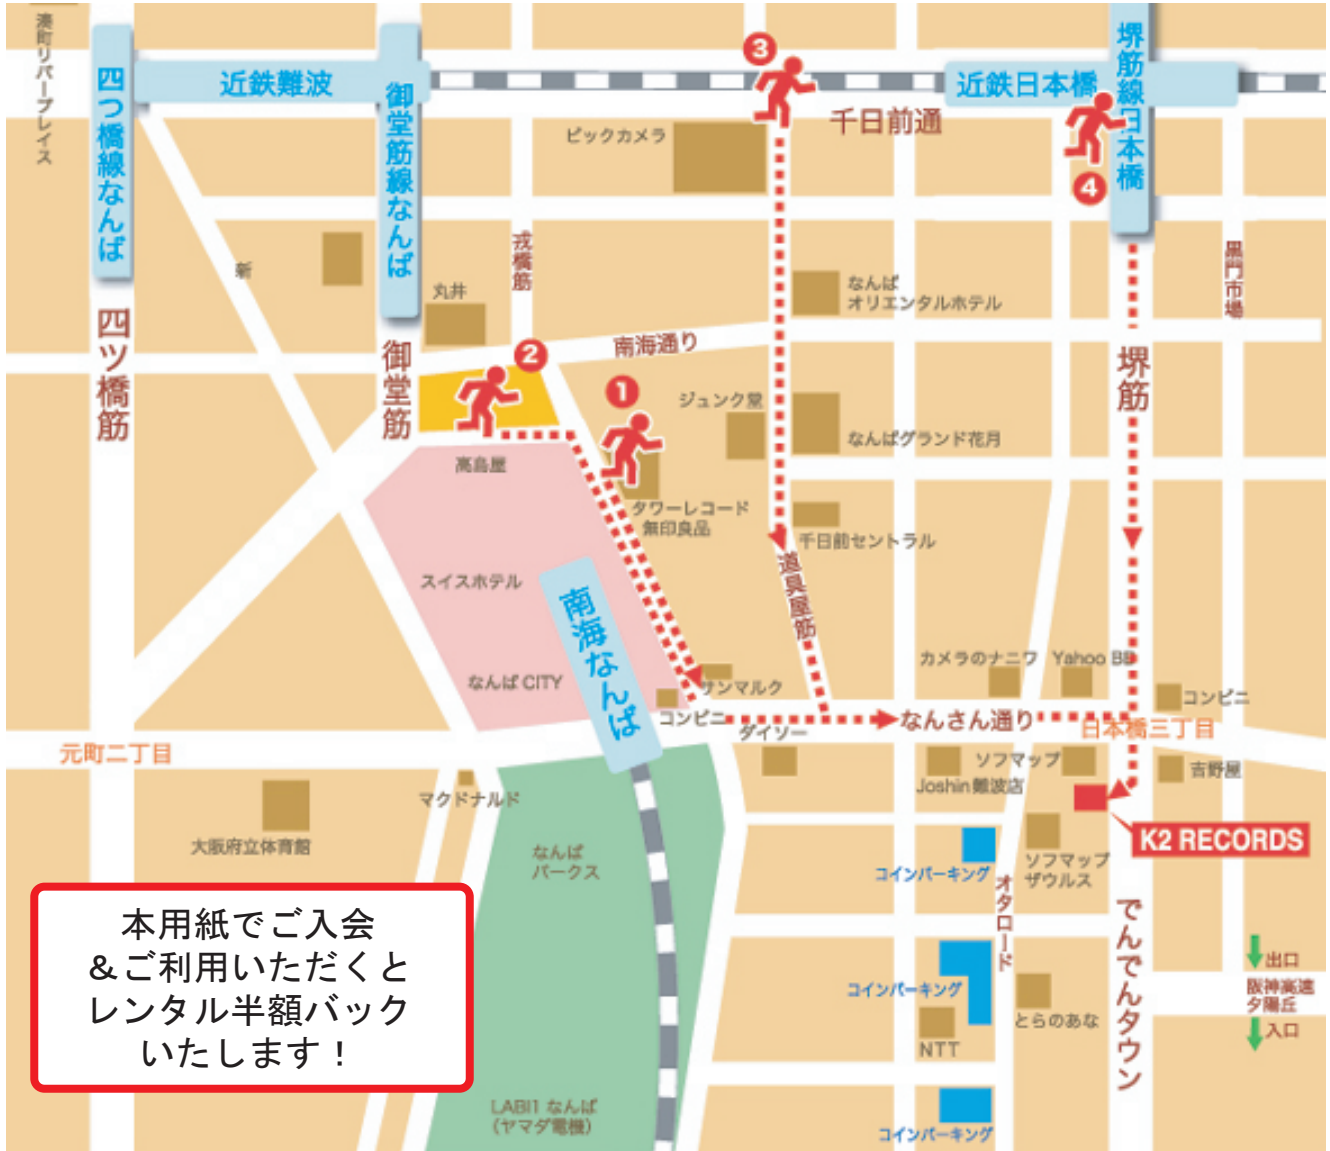 湊町リバープレイス
四つ橋線なんば
近鉄難波
御堂筋線なんば
❸
近鉄日本橋
堺筋線日本橋
千日前通
ビックカメラ
❹
戎橋筋
新
黒門市場
丸井
なんば
オリエンタルホテル
四ツ橋筋
御堂筋
❷
南海通り
堺筋
❶
ジュンク堂
なんばグランド花月
高島屋
タワーレコード
無印良品
千日前セントラル
道具屋筋
スイスホテル
南海なんば
なんば CITY
サンマルク
カメラのナニワ
Yahoo BB
コンビニ
コンビニ
ダイソー
なんさん通り
日本橋三丁目
元町二丁目
ソフマップ
吉野屋
Joshin難波店
マクドナルド
大阪府立体育館
K2 RECORDS
なんば
パークス
コインパーキング
ソフマップ
ザウルス
オタロード
でんでんタウン
本用紙でご入会
&ご利用いただくと
レンタル半額バック
いたします！
出口
阪神高速
夕陽丘
入口
コインパーキング
とらのあな
NTT
LABI1 なんば
(ヤマダ電機)
コインパーキング